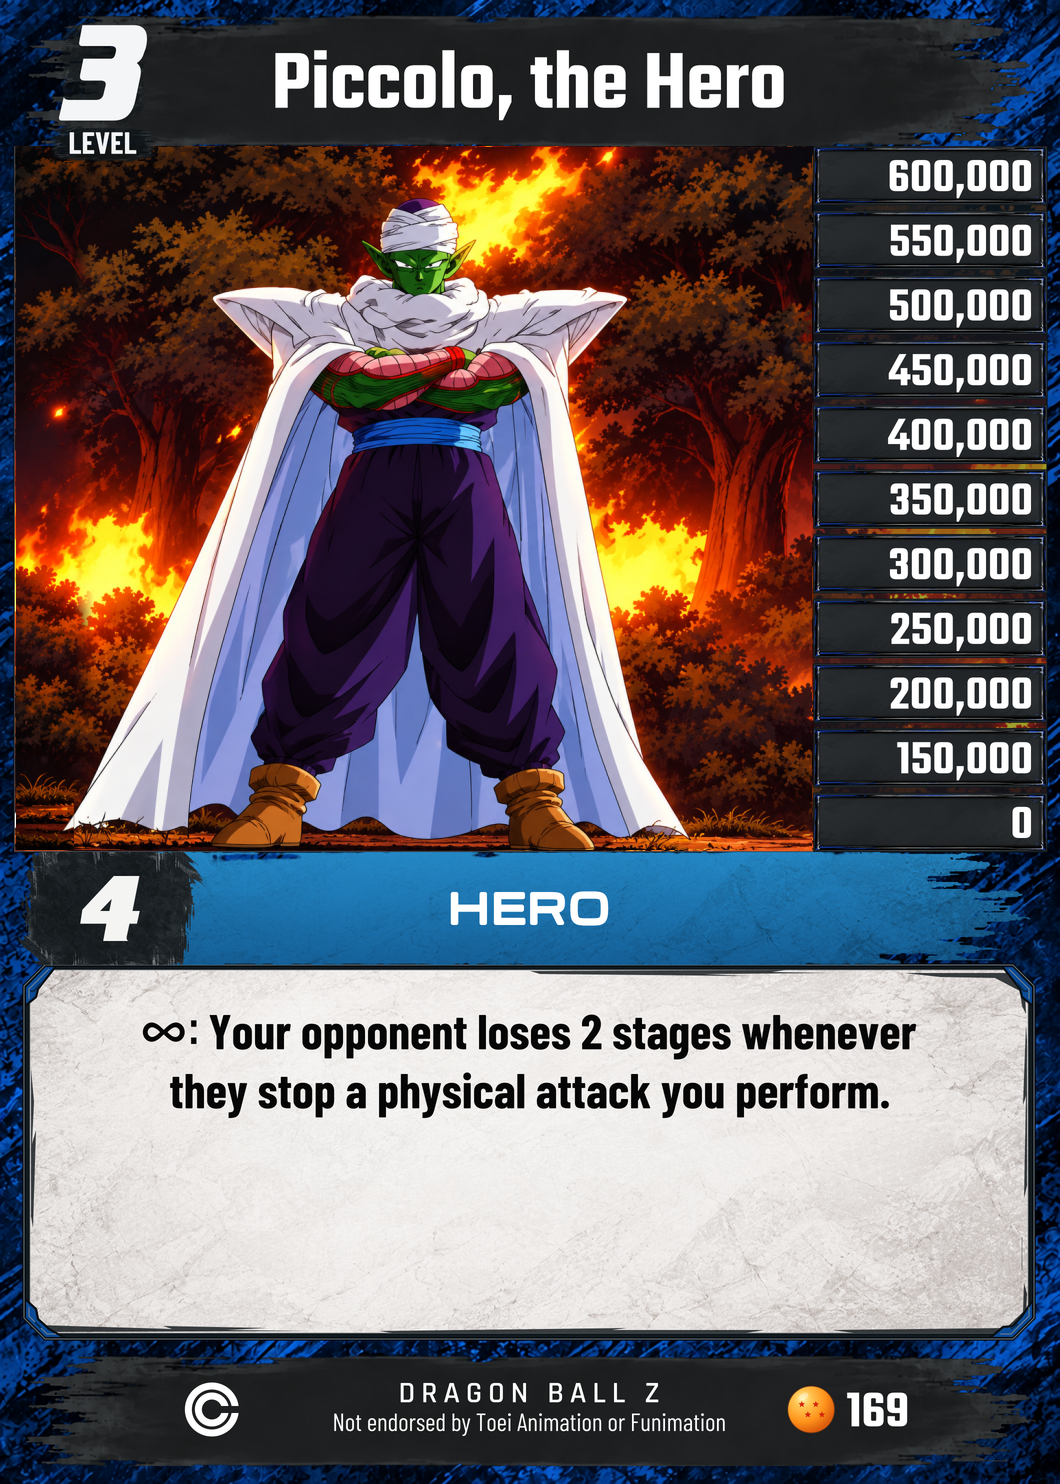 3
LEVEL
Piccolo, the Hero
600,000
550,000
500,000
450,000
400,000
350,000
300,000
250,000
200,000
150,000
0
4
HERO
∞: Your opponent loses 2 stages whenever
they stop a physical attack you perform.
DRAGON BALL Z
Not endorsed by Toei Animation or Funimation
169